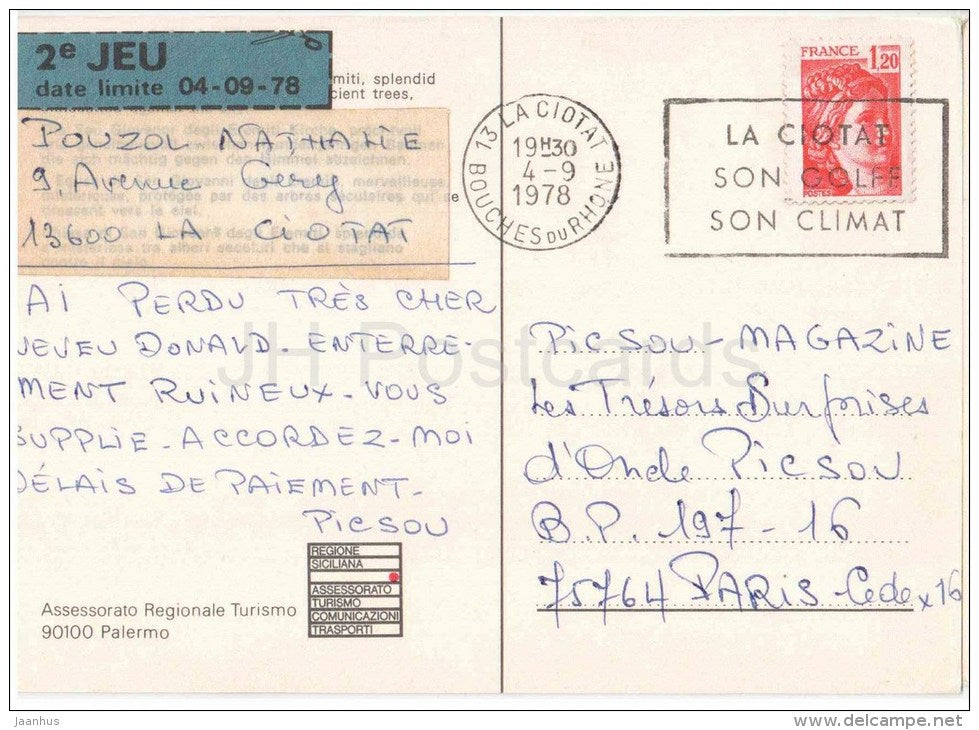 2e JEU
date limite 04-09-78
miti, splendid
cient trees,
POUZOL NATHALIE
9, Avenue Gery
13600 LA CIOTAT
AI PERDU TRÈS CHER
NEVEU DONALD. ENTERRE-
MENT RUINEUX. VOUS
SUPPLIE. ACCORDEZ-MOI
DÉLAIS DE PAIEMENT.
PICSOU
REGIONE
SICILIANA
ASSESSORATO
TURISMO
COMUNICAZIONI
TRASPORTI
Assessorato Regionale Turismo
90100 Palermo
13 LA CIOTAT
19H30
4-9
1978
BOUCHES DU RHONE
FRANCE
1,20
POSTES
LA CIOTAT
SON GOLFE
SON CLIMAT
PICSOU-MAGAZINE
Les Trésors Surprises
d'Oncle PICSOU
B.P. 197-16
75764 PARIS Cedex 16
JH Postcards
jaanhus
www.delcampe.net